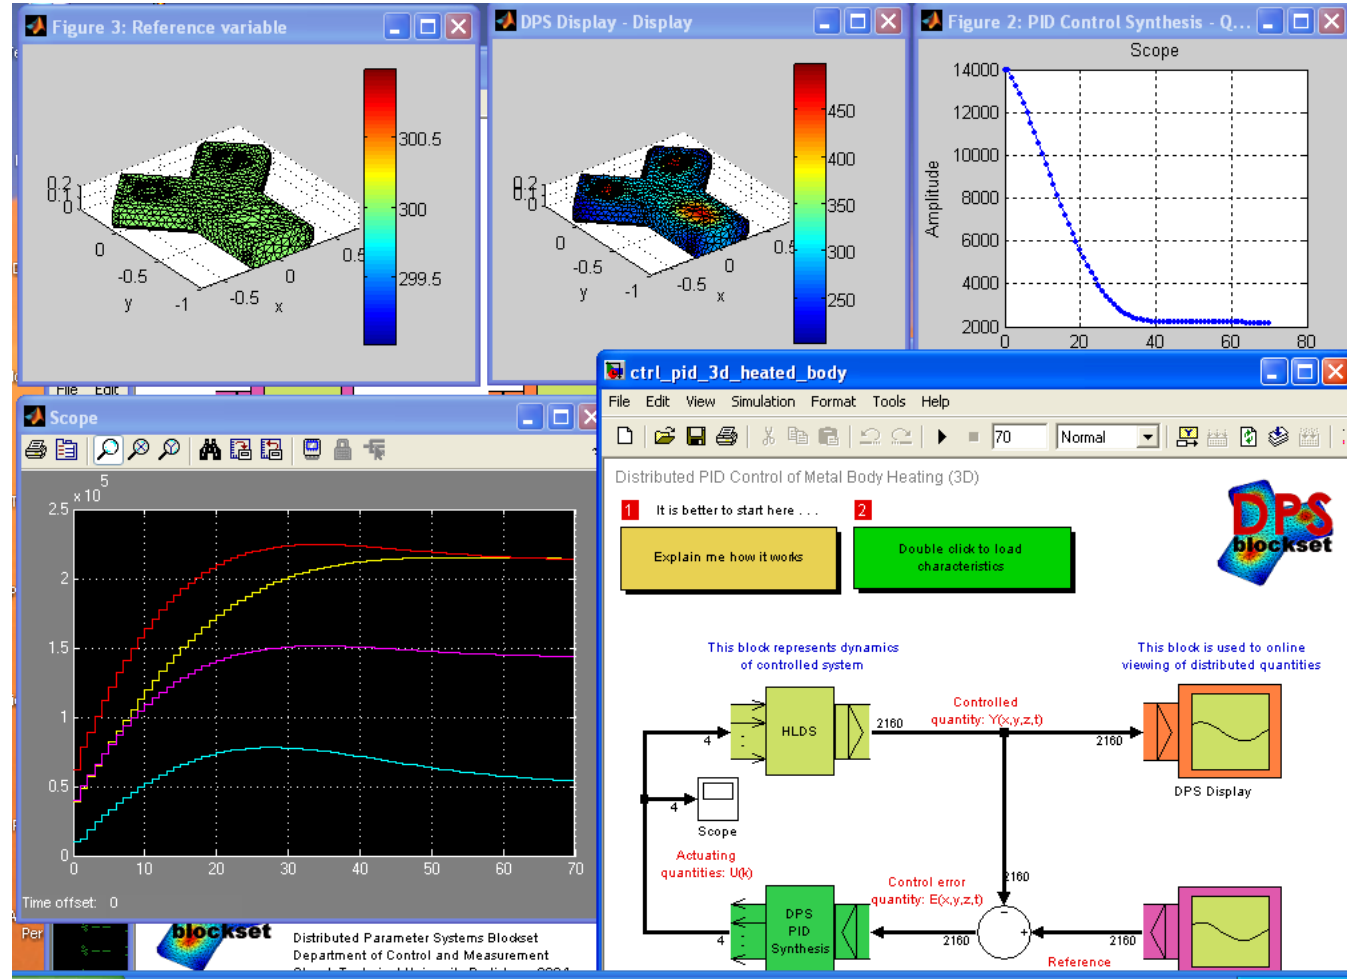 Figure 3: Reference variable
300.5
300
299.5
0.2
0.1
0
0
-0.5
-1
y
-0.5
0
0.5
x
DPS Display - Display
450
400
350
300
250
0.2
0.1
0
0
-0.5
-1
y
-0.5
0
0.5
x
Figure 2: PID Control Synthesis - Q...
Scope
14000
12000
10000
8000
6000
4000
2000
Amplitude
0 20 40 60 80
File Edit
Scope
x 10^5
2.5
2
1.5
1
0.5
0
0 10 20 30 40 50 60 70
Time offset: 0
ctrl_pid_3d_heated_body
File Edit View Simulation Format Tools Help
70 Normal
Distributed PID Control of Metal Body Heating (3D)
1 It is better to start here . . .
2
Explain me how it works
Double click to load
characteristics
DPS
blockset
This block represents dynamics
of controlled system
This block is used to online
viewing of distributed quantities
HLDS
4
2160
Controlled
quantity: Y(x,y,z,t)
2160
DPS Display
4
Scope
Actuating
quantities: U(k)
Control error
quantity: E(x,y,z,t)
2160
DPS
PID
Synthesis
4
2160
2160
Reference
Per
blockset
Distributed Parameter Systems Blockset
Department of Control and Measurement